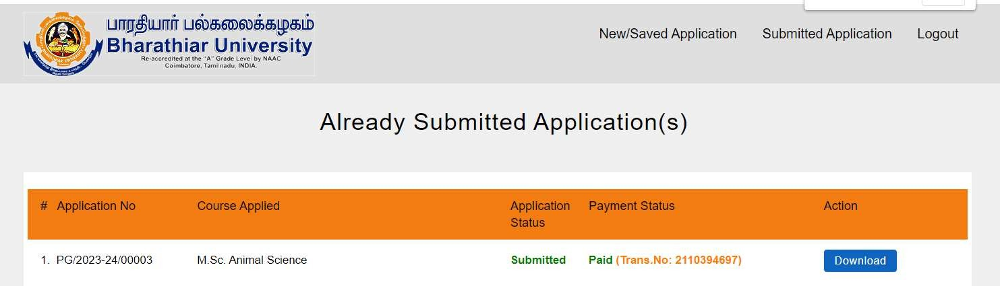 பாரதியார் பல்கலைக்கழகம்
Bharathiar University
Re-accredited at the "A" Grade Level by NAAC
Coimbatore, Tamilnadu, INDIA.
New/Saved Application Submitted Application Logout
Already Submitted Application(s)
# Application No Course Applied Application Status Payment Status Action
1. PG/2023-24/00003 M.Sc. Animal Science Submitted Paid (Trans.No: 2110394697) Download